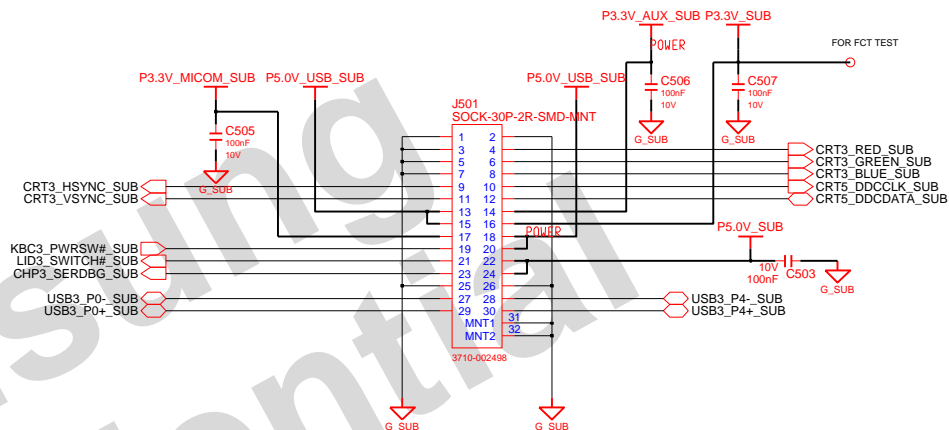 P3.3V_AUX_SUB
P3.3V_SUB
POWER
FOR FCT TEST
P3.3V_MICOM_SUB
P5.0V_USB_SUB
P5.0V_USB_SUB
C506
100nF
10V
G_SUB
C507
100nF
10V
G_SUB
J501
SOCK-30P-2R-SMD-MNT
C505
100nF
10V
G_SUB
1 2
3 4 CRT3_RED_SUB
5 6 CRT3_GREEN_SUB
7 8 CRT3_BLUE_SUB
CRT3_HSYNC_SUB 9 10 CRT5_DDCCLK_SUB
CRT3_VSYNC_SUB 11 12 CRT5_DDCDATA_SUB
13 14
15 16
17 18
POWER
P5.0V_SUB
KBC3_PWRSW#_SUB 19 20
LID3_SWITCH#_SUB 21 22
CHP3_SERDBG_SUB 23 24
10V
100nF
C503
G_SUB
25 26
USB3_P0-_SUB 27 28 USB3_P4-_SUB
USB3_P0+_SUB 29 30 USB3_P4+_SUB
MNT1 31
MNT2 32
3710-002498
G_SUB
G_SUB